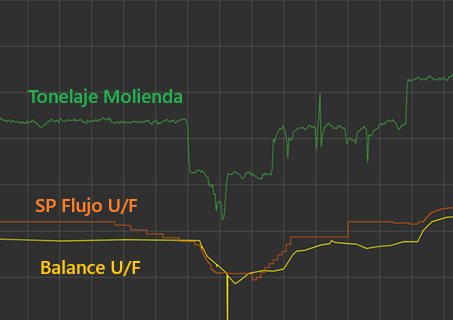 Tonelaje Molienda
SP Flujo U/F
Balance U/F